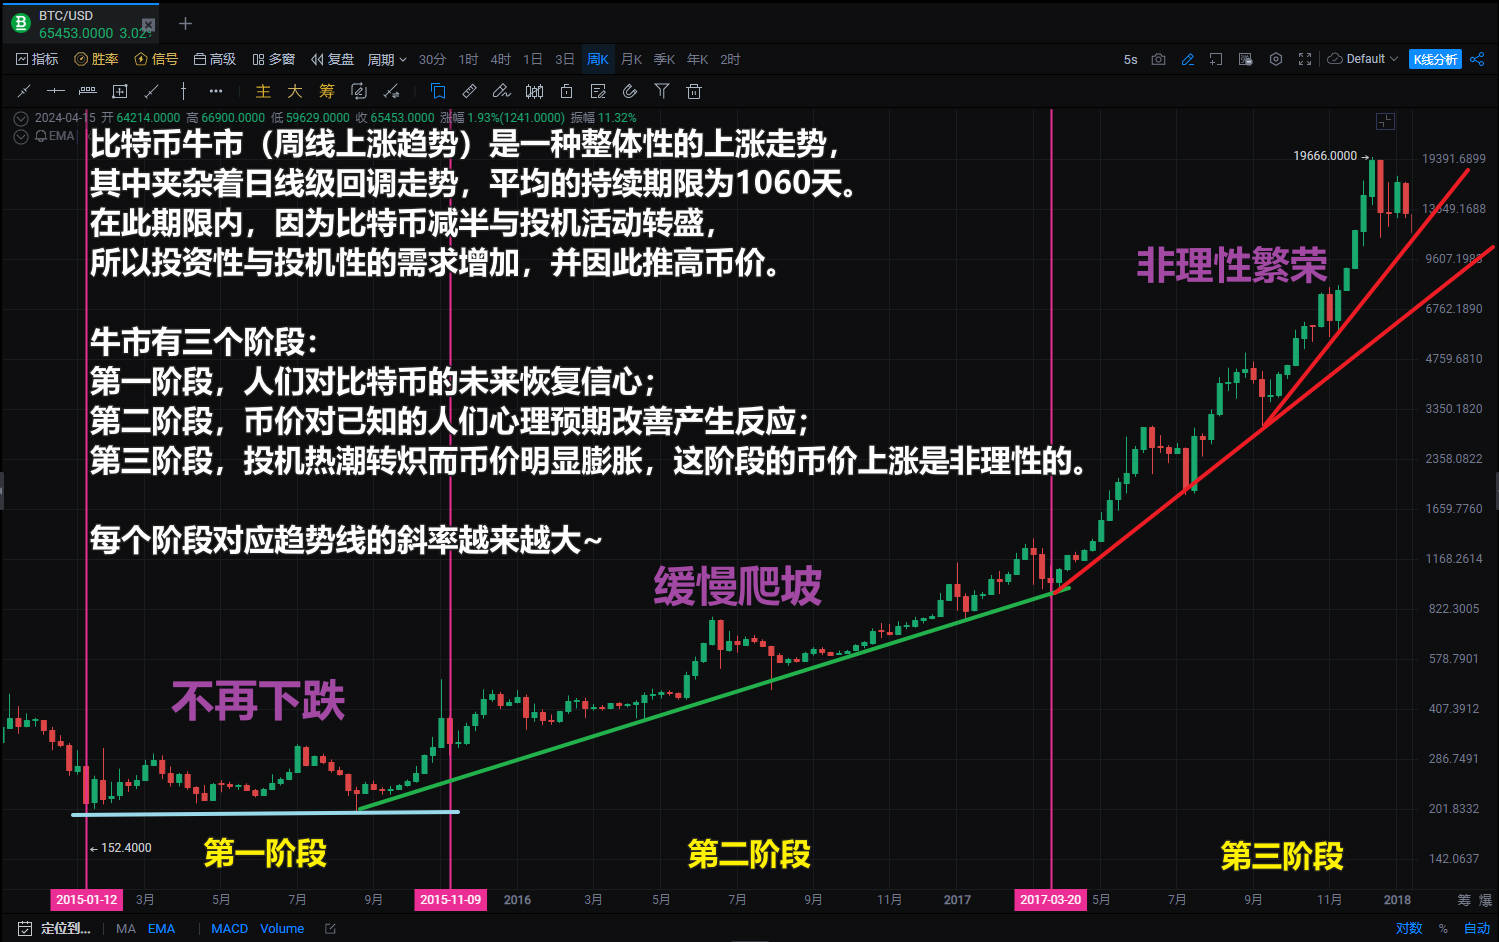 BTC/USD
65453.0000 3.02%
指标 胜率 信号 高级 多窗 复盘 周期 30分 1时 4时 1日 3日 周K 月K 季K 年K 2时 5s Default K线分析
主 大 筹
2024-04-15 开 64214.0000 高 66900.0000 低 59629.0000 收 65453.0000 涨幅 1.93%(1241.0000) 振幅 11.32%
EMA
比特币牛市（周线上涨趋势）是一种整体性的上涨走势，
其中夹杂着日线级回调走势，平均的持续期限为1060天。
在此期限内，因为比特币减半与投机活动转盛，
所以投资性与投机性的需求增加，并因此推高币价。
牛市有三个阶段：
第一阶段，人们对比特币的未来恢复信心；
第二阶段，币价对已知的人们心理预期改善产生反应；
第三阶段，投机热潮转炽而币价明显膨胀，这阶段的币价上涨是非理性的。
每个阶段对应趋势线的斜率越来越大~
19666.0000
非理性繁荣
缓慢爬坡
不再下跌
152.4000
第一阶段
第二阶段
第三阶段
19391.6899
13649.1688
9607.1983
6762.1890
4759.6810
3350.1820
2358.0822
1659.7760
1168.2614
822.3005
578.7901
407.3912
286.7491
201.8332
142.0637
2015-01-12 3月 5月 7月 9月 2015-11-09 2016 3月 5月 7月 9月 11月 2017 2017-03-20 5月 7月 9月 11月 2018 筹 爆
定位到... MA EMA MACD Volume 对数 % 自动